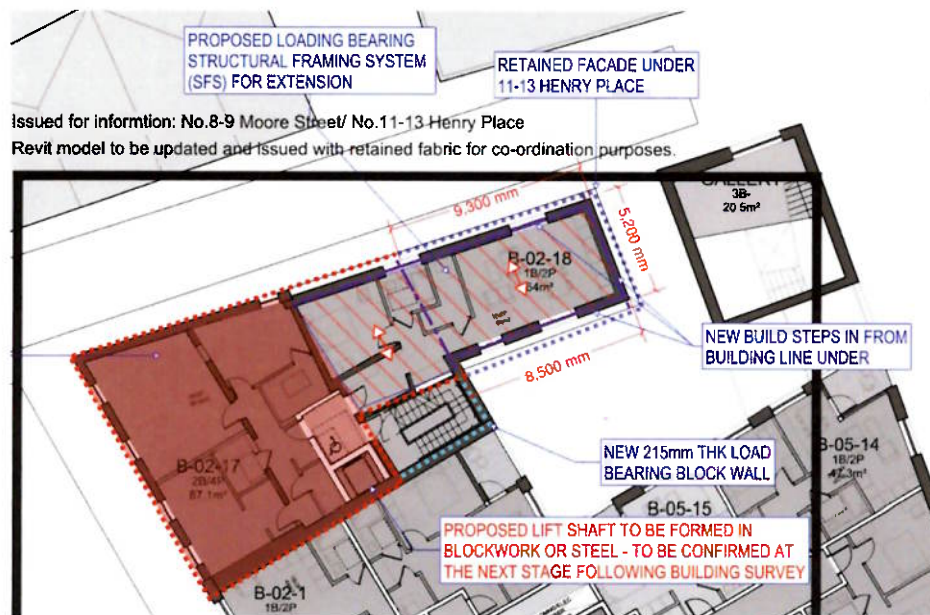 PROPOSED LOADING BEARING
STRUCTURAL FRAMING SYSTEM
(SFS) FOR EXTENSION
RETAINED FACADE UNDER
11-13 HENRY PLACE
Issued for informtion: No.8-9 Moore Street/ No.11-13 Henry Place
Revit model to be updated and issued with retained fabric for co-ordination purposes.
GALLERY
3B-
20.5m²
9,300 mm
5,200 mm
B-02-18
1B/2P
54m²
NEW BUILD STEPS IN FROM
BUILDING LINE UNDER
8,500 mm
B-02-17
2B/4P
87.1m²
NEW 215mm THK LOAD
BEARING BLOCK WALL
B-05-14
1B/2P
47.3m²
B-05-15
PROPOSED LIFT SHAFT TO BE FORMED IN
BLOCKWORK OR STEEL - TO BE CONFIRMED AT
THE NEXT STAGE FOLLOWING BUILDING SURVEY
B-02-1
1B/2P